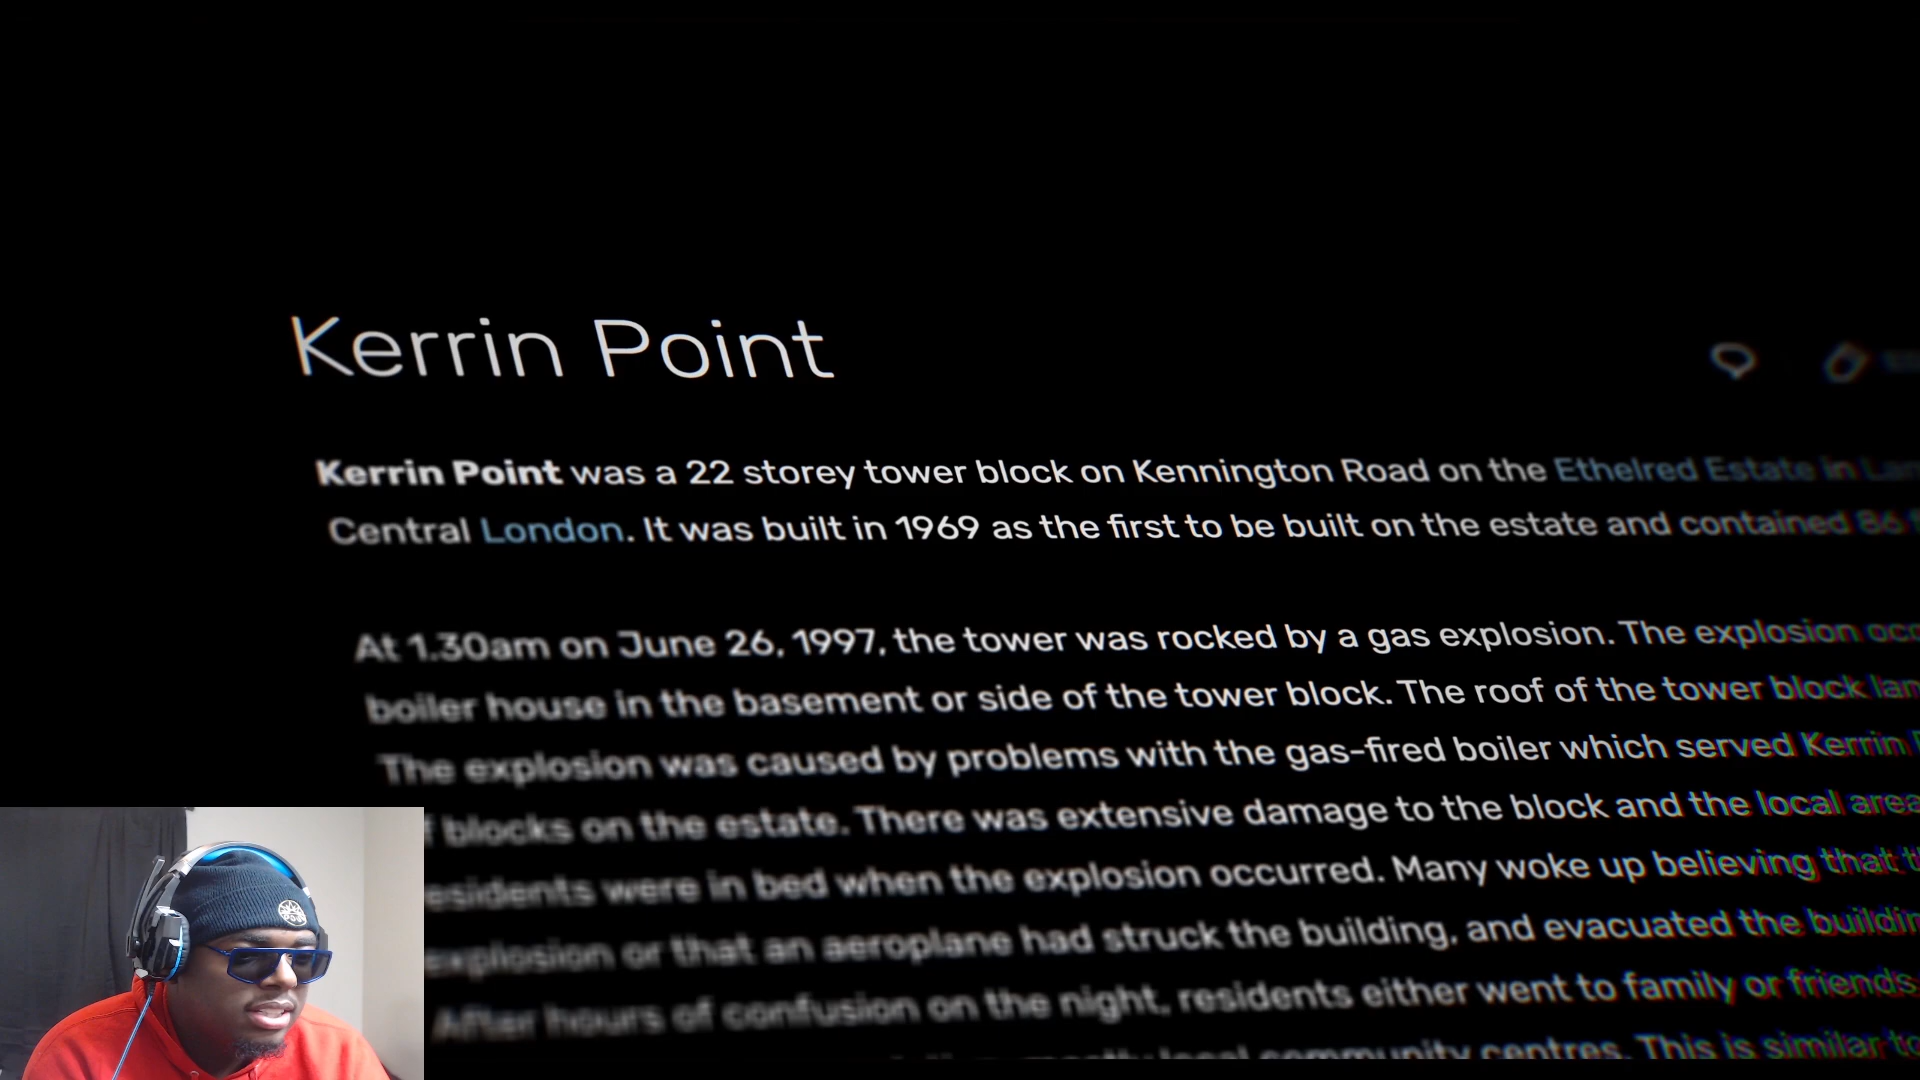 Kerrin Point
Kerrin Point was a 22 storey tower block on Kennington Road on the Ethelred Estate in
Central London. It was built in 1969 as the first to be built on the estate and contained 86
At 1.30am on June 26, 1997, the tower was rocked by a gas explosion. The explosion
boiler house in the basement or side of the tower block. The roof of the tower block
The explosion was caused by problems with the gas-fired boiler which served Kerrin
blocks on the estate. There was extensive damage to the block and the local area
esidents were in bed when the explosion occurred. Many woke up believing that
explosion or that an aeroplane had struck the building, and evacuated the buildin
After hours of confusion on the night, residents either went to family or friends
mostly local community centres. This is similar to